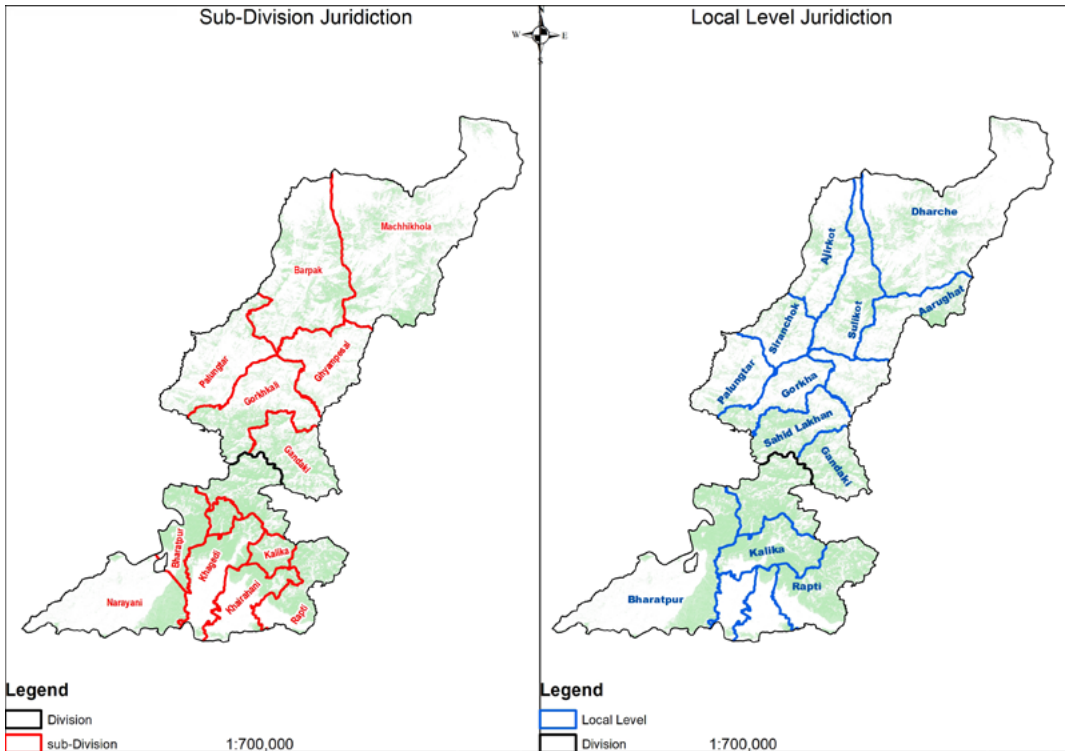 Sub-Division Juridiction
Local Level Juridiction
N
W E
S
Machhikhola
Barpak
Palungtar
Ghyampesal
Gorkhkali
Gandaki
Bharatpur
Khagedi
Kalika
Khairahani
Narayani
Rapti
Legend
Division
sub-Division
1:700,000
Dharche
Ajirkot
Aarughat
Sulikot
Siranchok
Palungtar
Gorkha
Sahid Lakhan
Gandaki
Kalika
Rapti
Bharatpur
Legend
Local Level
Division
1:700,000